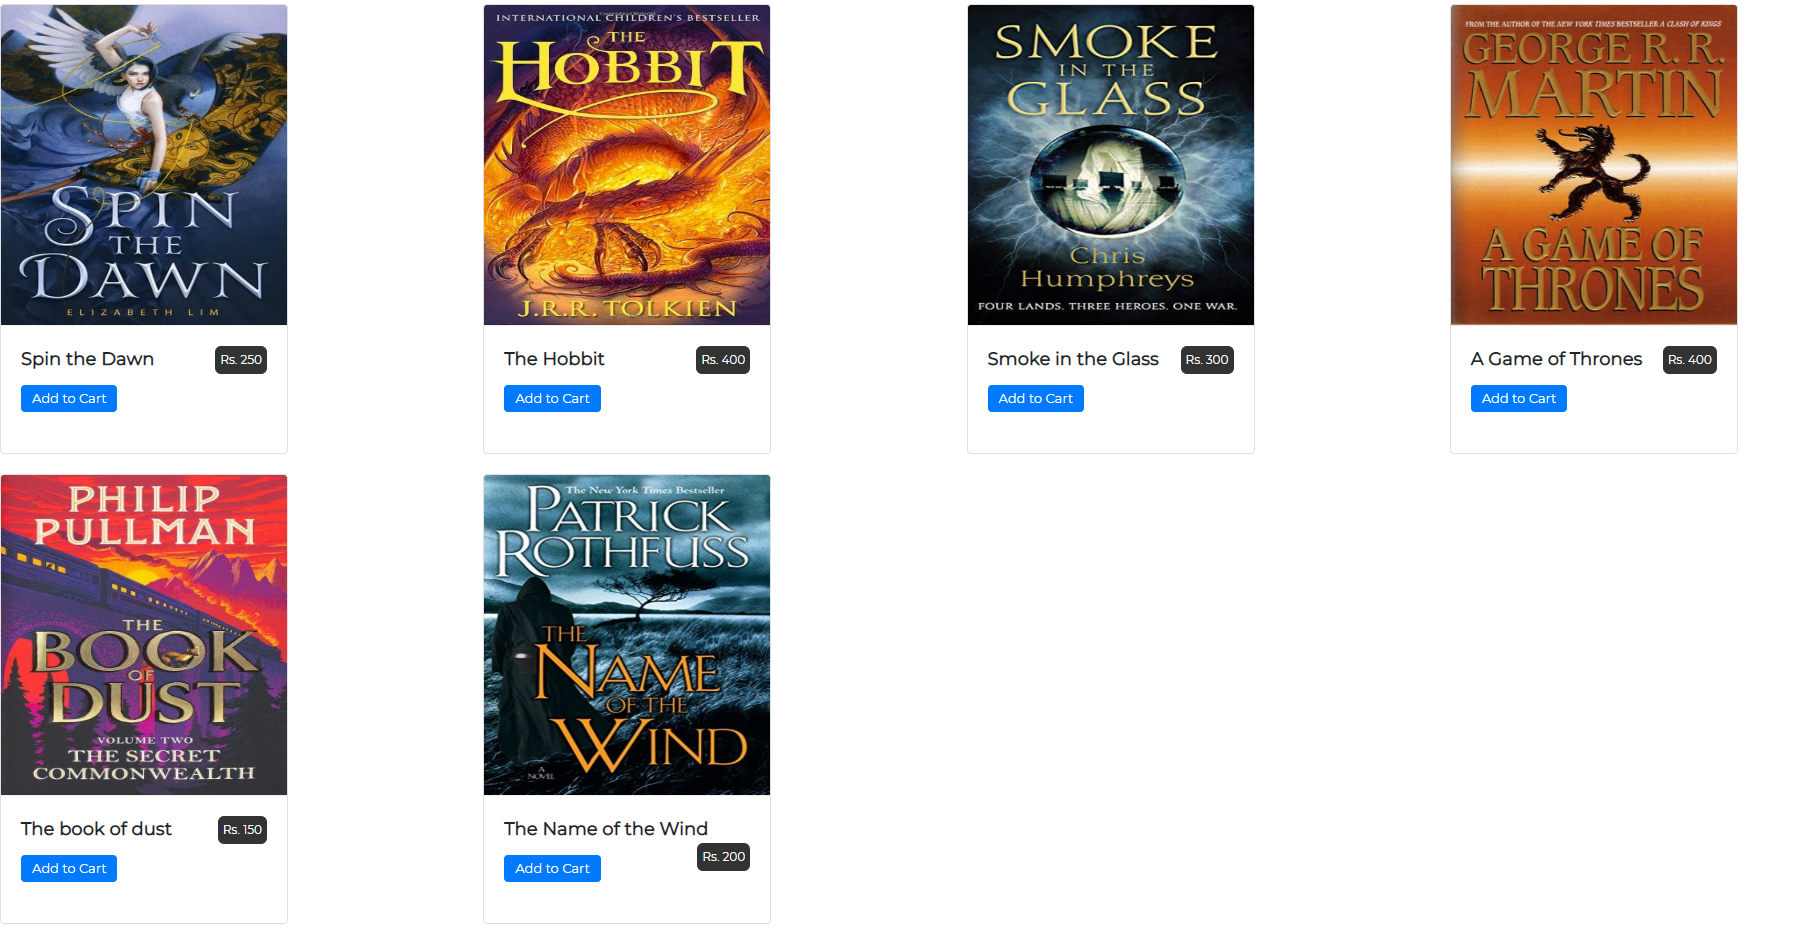 SPIN
THE
DAWN
ELIZABETH LIM
Spin the Dawn
Rs. 250
Add to Cart
INTERNATIONAL CHILDREN'S BESTSELLER
THE
HOBBIT
J.R.R. TOLKIEN
The Hobbit
Rs. 400
Add to Cart
SMOKE
IN THE
GLASS
Chris
Humphreys
FOUR LANDS. THREE HEROES. ONE WAR.
Smoke in the Glass
Rs. 300
Add to Cart
FROM THE AUTHOR OF THE NEW YORK TIMES BESTSELLER A CLASH OF KINGS
GEORGE R. R.
MARTIN
A GAME OF
THRONES
A Game of Thrones
Rs. 400
Add to Cart
PHILIP
PULLMAN
THE
BOOK
OF
DUST
VOLUME TWO
THE SECRET
COMMONWEALTH
The book of dust
Rs. 150
Add to Cart
The New York Times Bestseller
PATRICK
ROTHFUSS
THE
NAME
OF THE
WIND
A
NOVEL
The Name of the Wind
Rs. 200
Add to Cart